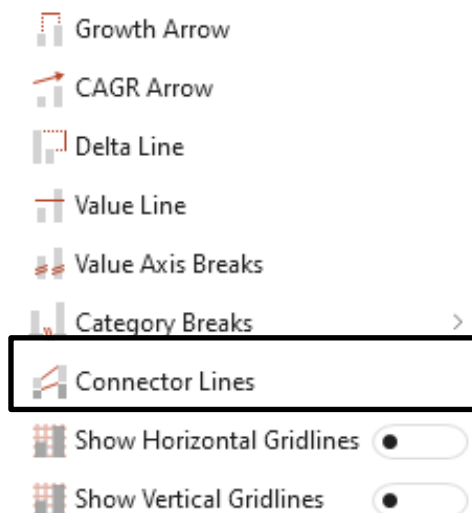 Growth Arrow
CAGR Arrow
Delta Line
Value Line
Value Axis Breaks
Category Breaks
Connector Lines
Show Horizontal Gridlines
Show Vertical Gridlines